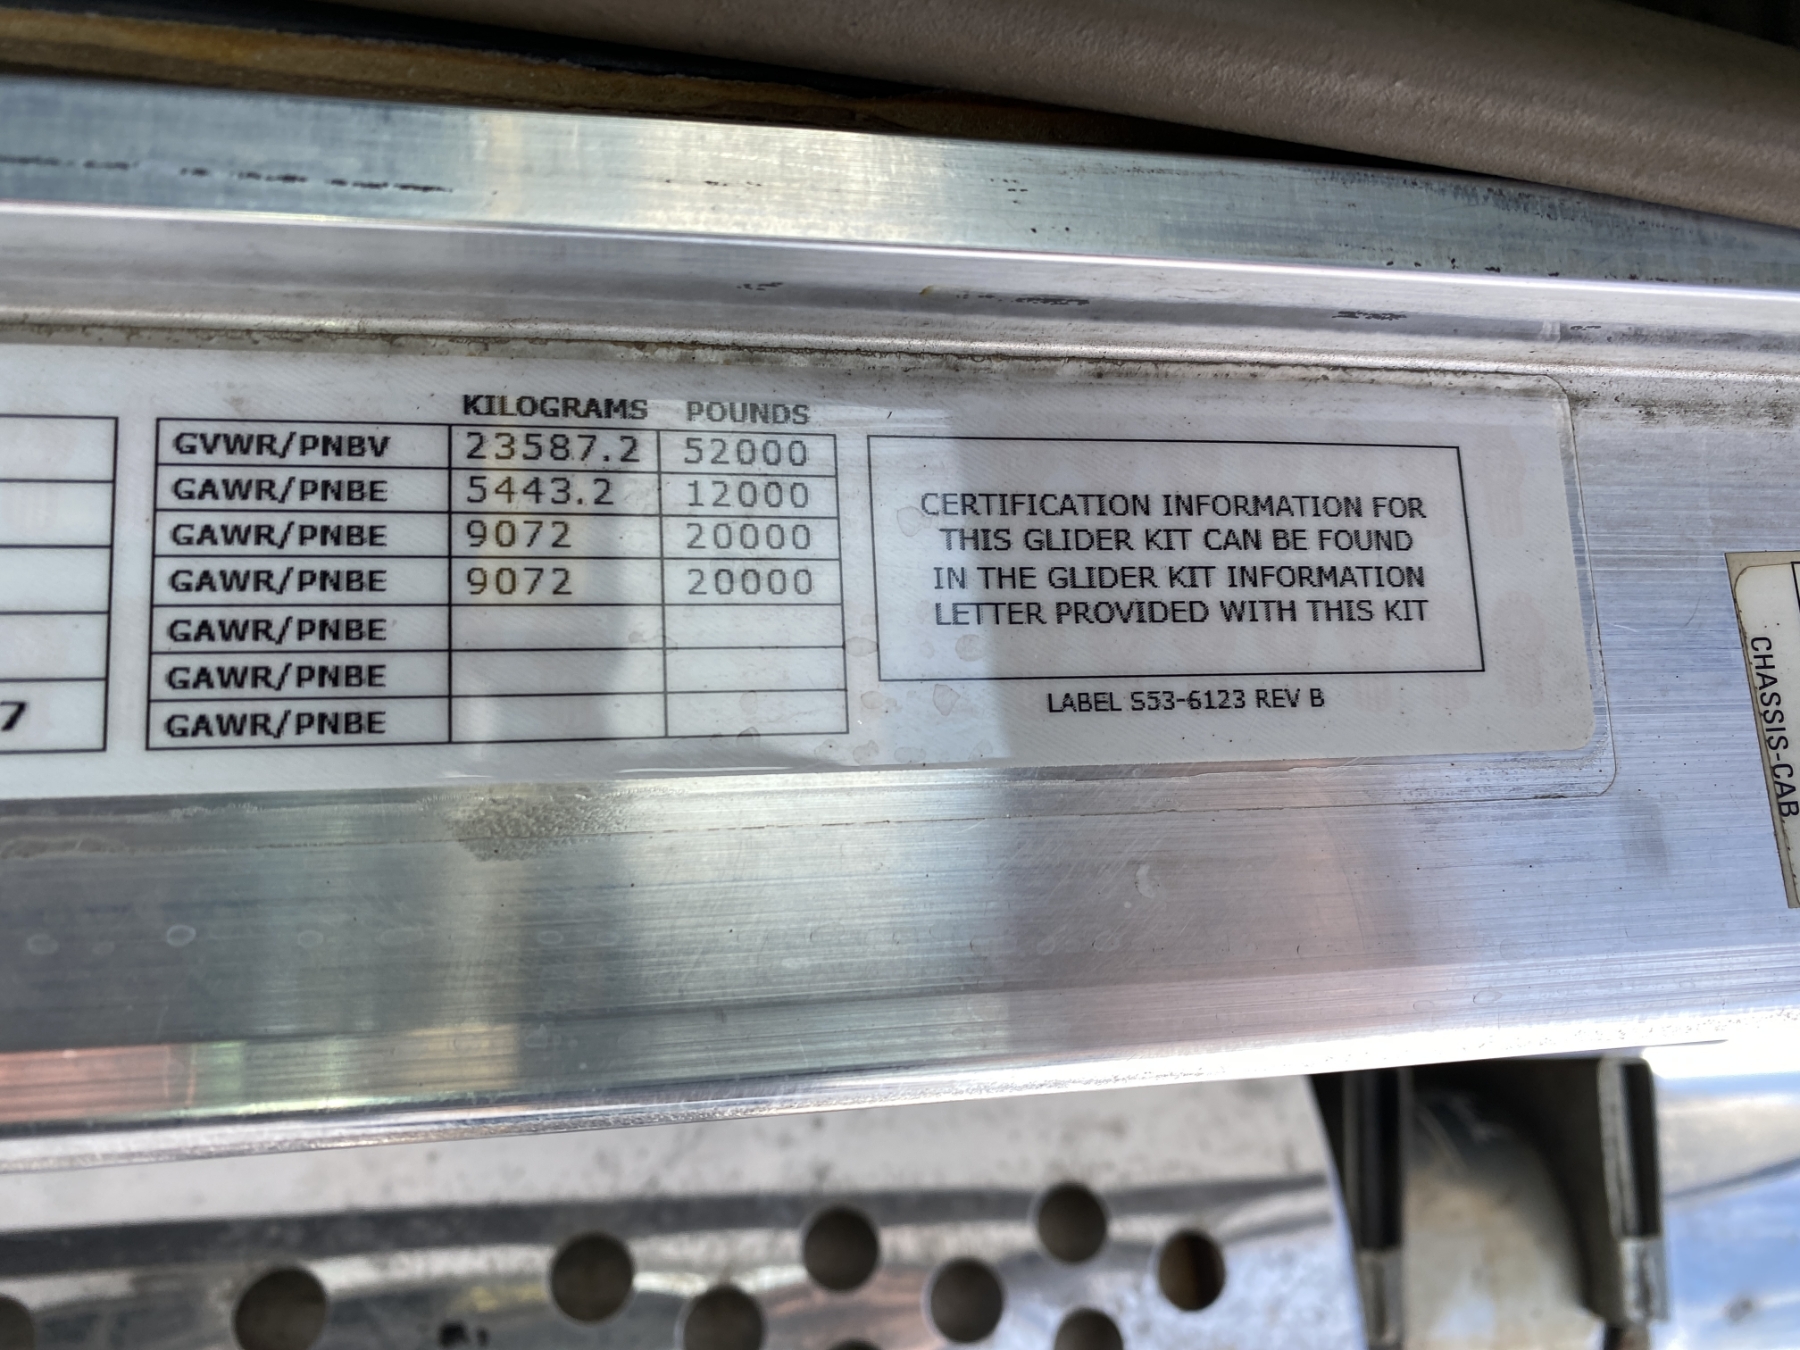 KILOGRAMS POUNDS
GVWR/PNBV 23587.2 52000
GAWR/PNBE 5443.2 12000
GAWR/PNBE 9072 20000
GAWR/PNBE 9072 20000
GAWR/PNBE
GAWR/PNBE
GAWR/PNBE
7
CERTIFICATION INFORMATION FOR
THIS GLIDER KIT CAN BE FOUND
IN THE GLIDER KIT INFORMATION
LETTER PROVIDED WITH THIS KIT
LABEL S53-6123 REV B
CHASSIS-CAB